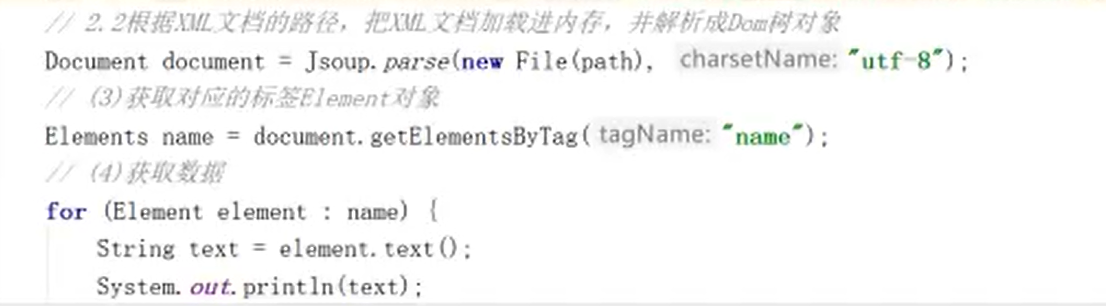 // 2.2根据XML文档的路径，把XML文档加载进内存，并解析成Dom树对象
Document document = Jsoup.parse(new File(path), charsetName: "utf-8");
// (3)获取对应的标签Element对象
Elements name = document.getElementsByTag( tagName: "name");
// (4)获取数据
for (Element element : name) {
String text = element.text();
System.out.println(text);